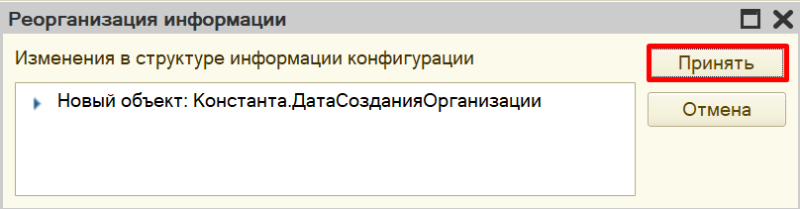 Реорганизация информации
Изменения в структуре информации конфигурации
Принять
Новый объект: Константа.ДатаСозданияОрганизации
Отмена